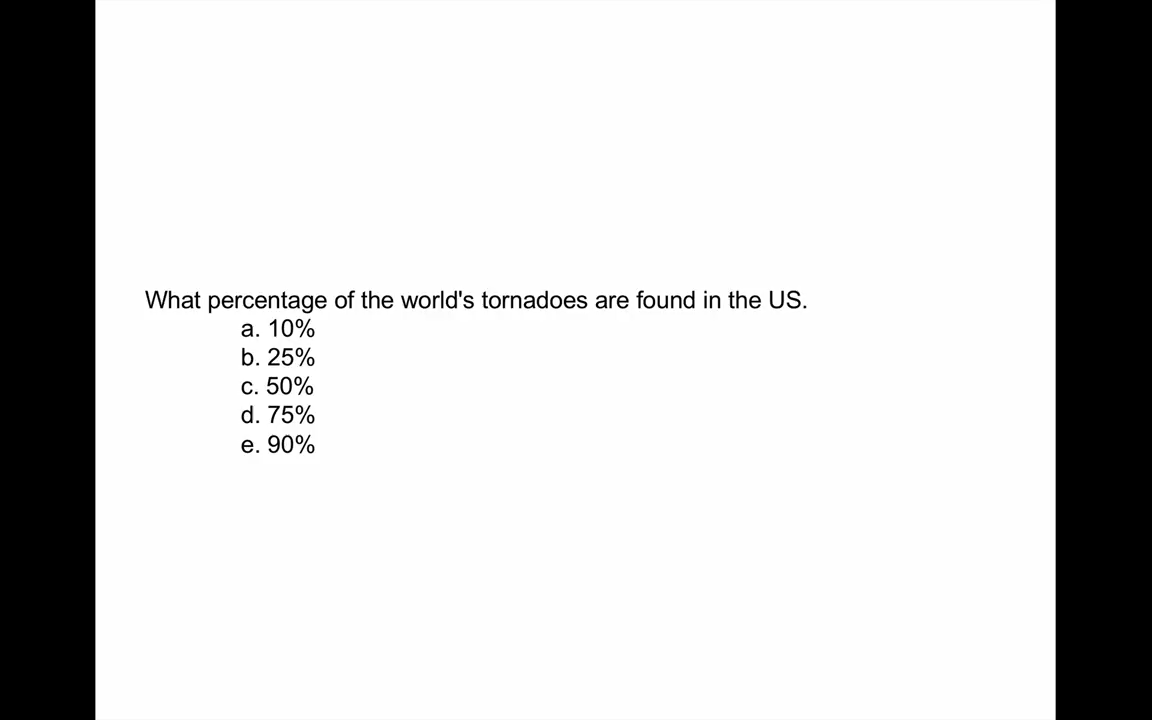 What percentage of the world's tornadoes are found in the US.
a. 10%
b. 25%
c. 50%
d. 75%
e. 90%